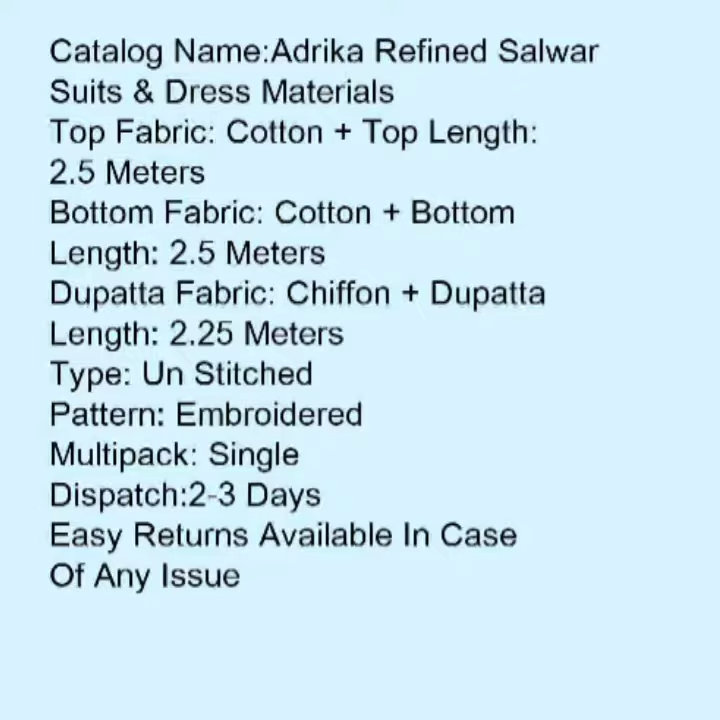 Catalog Name:Adrika Refined Salwar
Suits & Dress Materials
Top Fabric: Cotton + Top Length:
2.5 Meters
Bottom Fabric: Cotton + Bottom
Length: 2.5 Meters
Dupatta Fabric: Chiffon + Dupatta
Length: 2.25 Meters
Type: Un Stitched
Pattern: Embroidered
Multipack: Single
Dispatch:2-3 Days
Easy Returns Available In Case
Of Any Issue